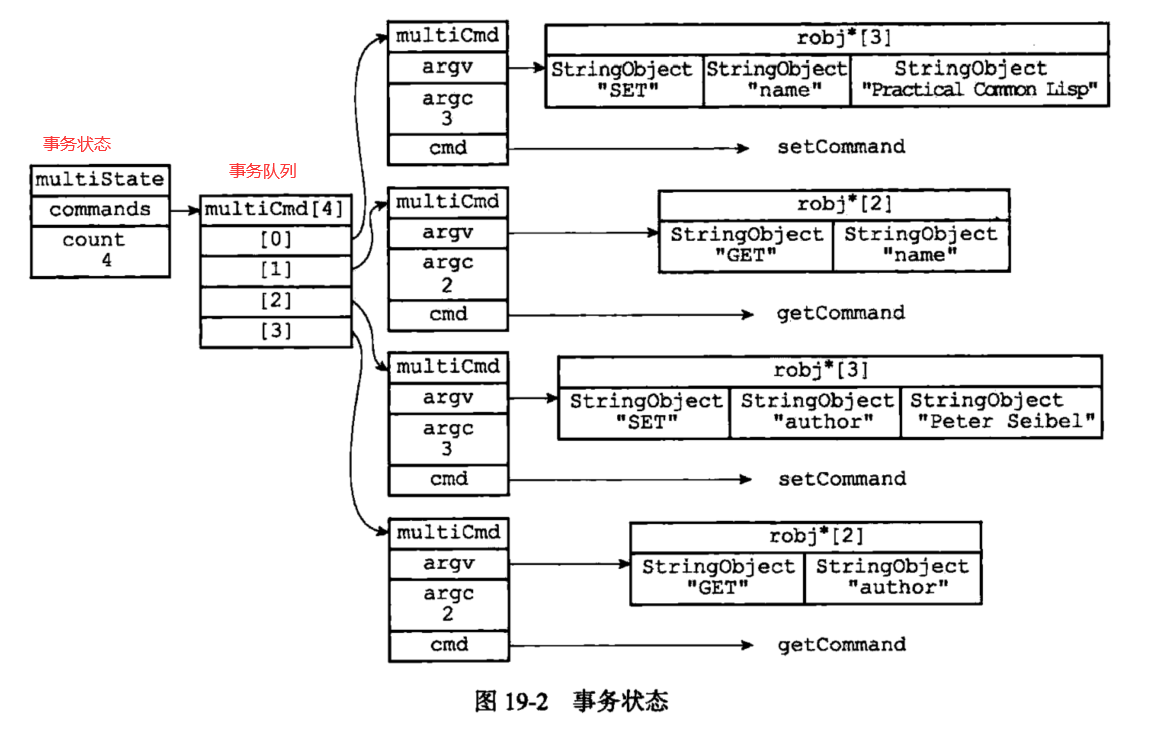 事务状态
multiState
commands
count
4
事务队列
multiCmd[4]
[0]
[1]
[2]
[3]
multiCmd
argv
argc
3
cmd
robj*[3]
StringObject
"SET"
StringObject
"name"
StringObject
"Practical Common Lisp"
setCommand
multiCmd
argv
argc
2
cmd
robj*[2]
StringObject
"GET"
StringObject
"name"
getCommand
multiCmd
argv
argc
3
cmd
robj*[3]
StringObject
"SET"
StringObject
"author"
StringObject
"Peter Seibel"
setCommand
multiCmd
argv
argc
2
cmd
robj*[2]
StringObject
"GET"
StringObject
"author"
getCommand
图 19-2 事务状态